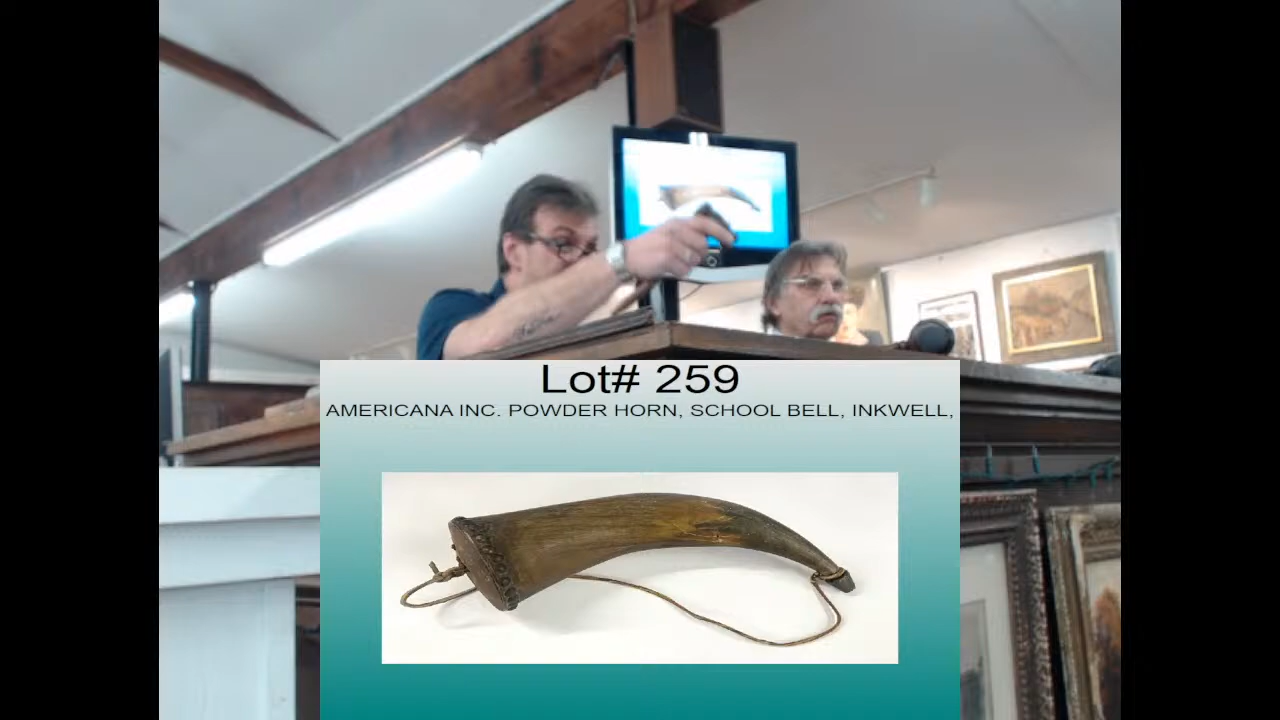 Lot# 259
AMERICANA INC. POWDER HORN, SCHOOL BELL, INKWELL,